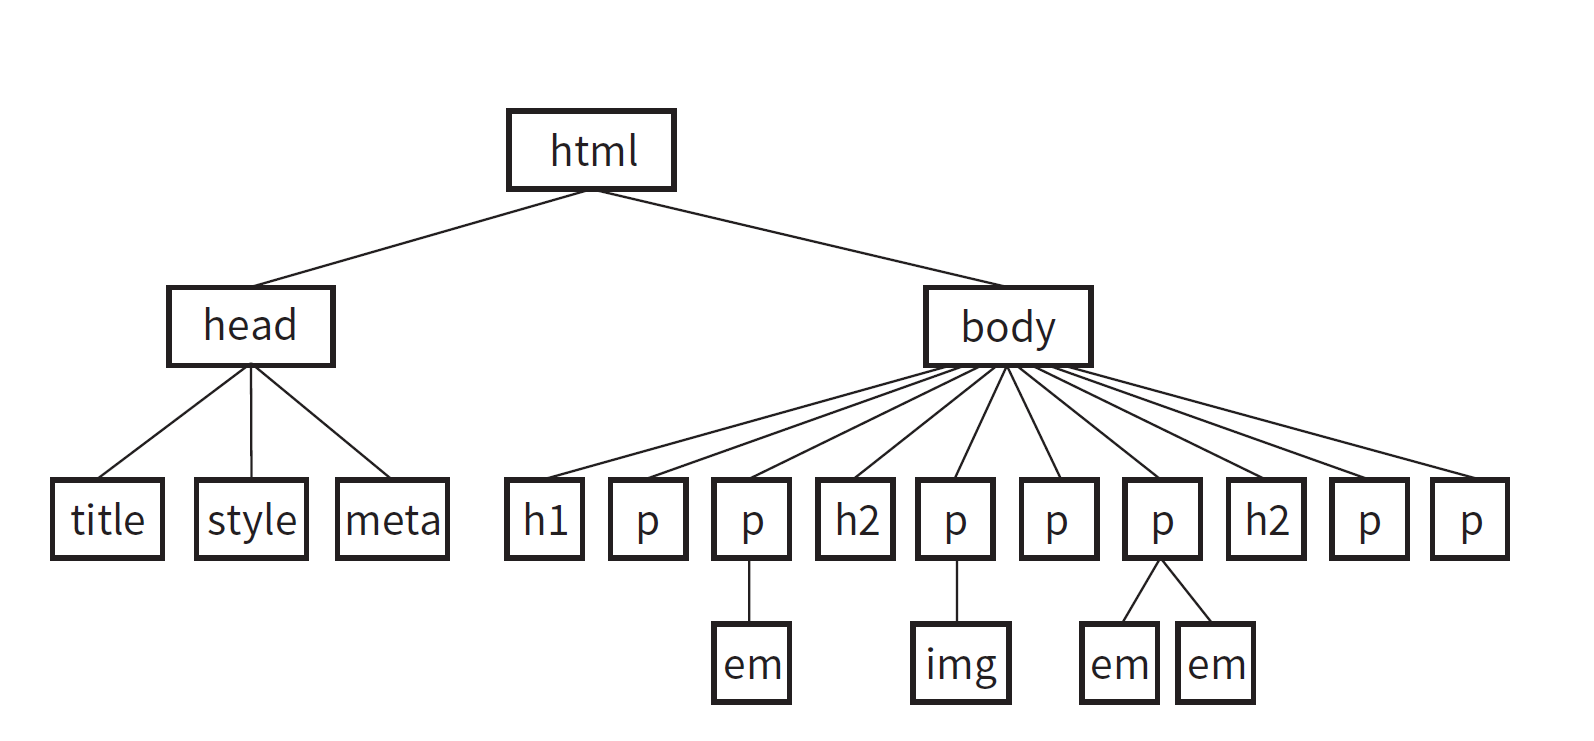 html
head body
title style meta h1 p p h2 p p p h2 p p
em img em em